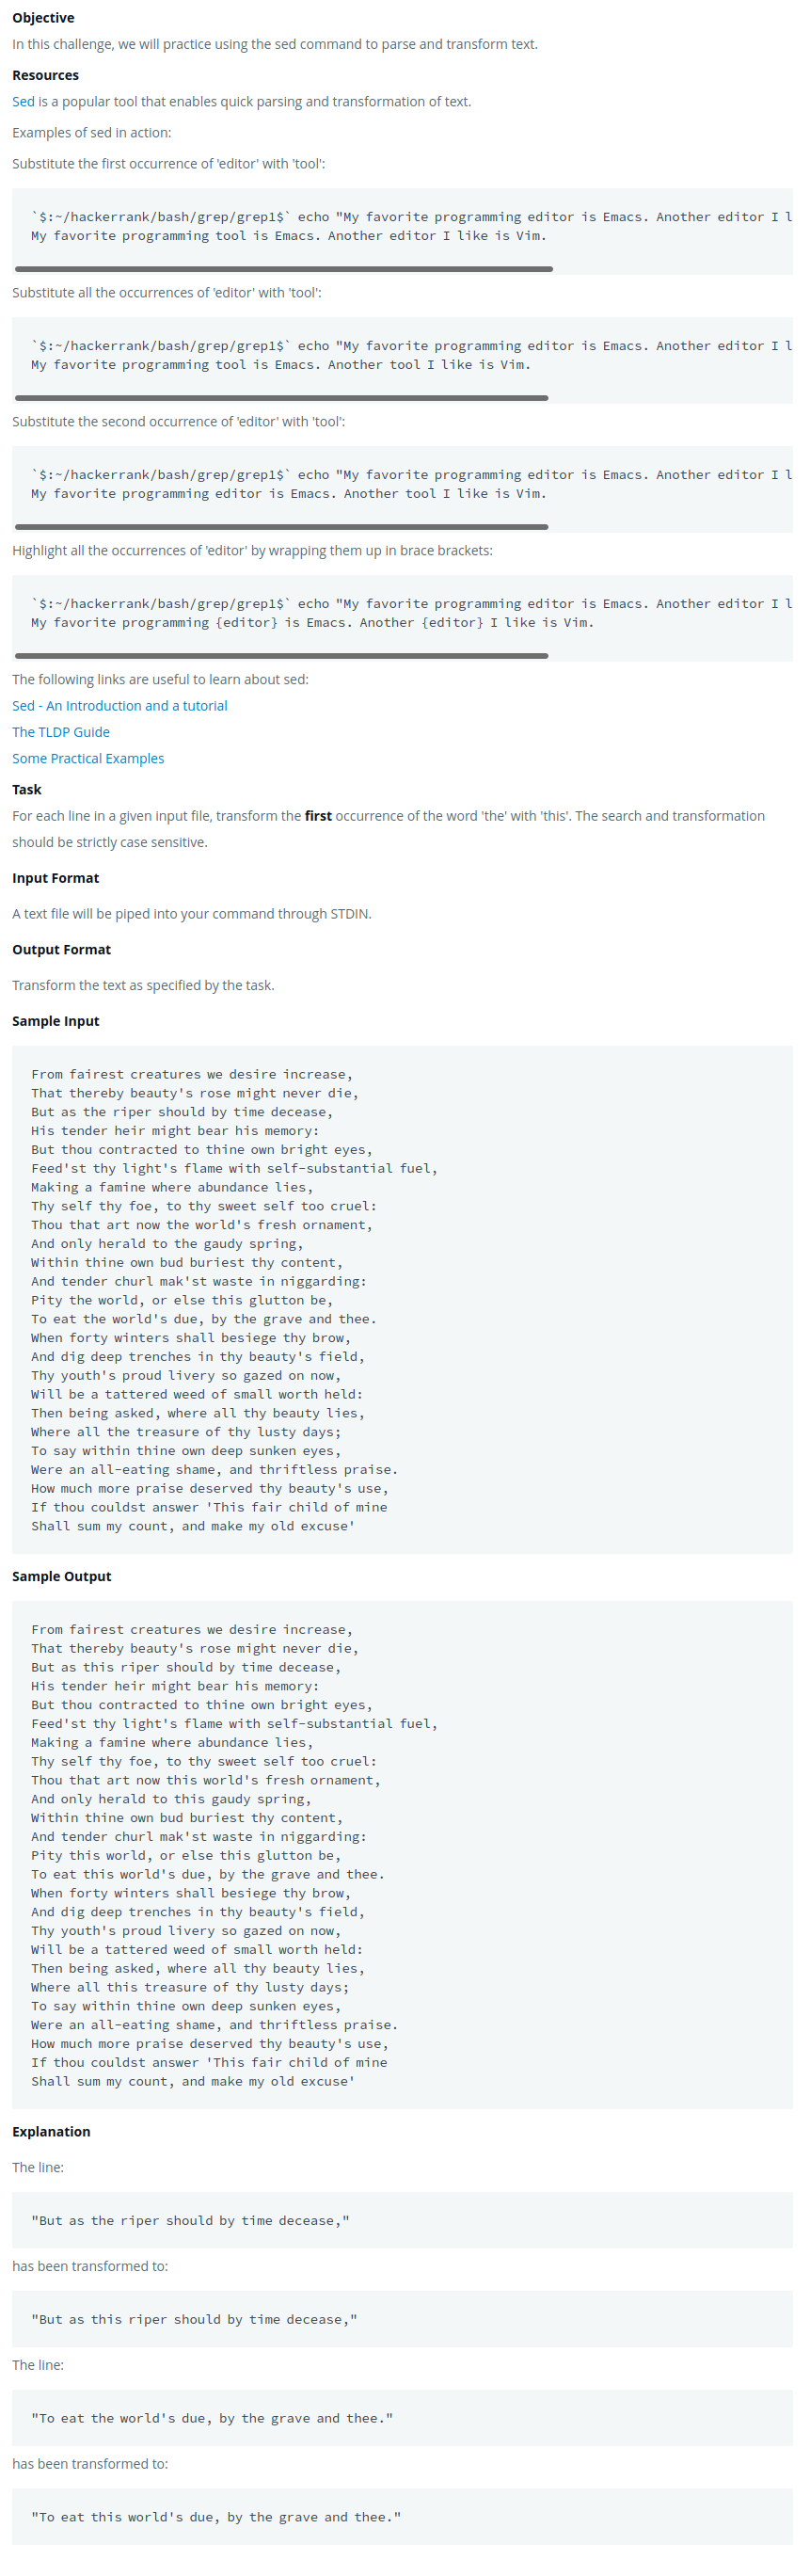 Objective
In this challenge, we will practice using the sed command to parse and transform text.
Resources
Sed is a popular tool that enables quick parsing and transformation of text.
Examples of sed in action:
Substitute the first occurrence of 'editor' with 'tool':
`$:~/hackerrank/bash/grep/grep1$` echo "My favorite programming editor is Emacs. Another editor I l
My favorite programming tool is Emacs. Another editor I like is Vim.
Substitute all the occurrences of 'editor' with 'tool':
`$:~/hackerrank/bash/grep/grep1$` echo "My favorite programming editor is Emacs. Another editor I l
My favorite programming tool is Emacs. Another tool I like is Vim.
Substitute the second occurrence of 'editor' with 'tool':
`$:~/hackerrank/bash/grep/grep1$` echo "My favorite programming editor is Emacs. Another editor I l
My favorite programming editor is Emacs. Another tool I like is Vim.
Highlight all the occurrences of 'editor' by wrapping them up in brace brackets:
`$:~/hackerrank/bash/grep/grep1$` echo "My favorite programming editor is Emacs. Another editor I l
My favorite programming {editor} is Emacs. Another {editor} I like is Vim.
The following links are useful to learn about sed:
Sed - An Introduction and a tutorial
The TLDP Guide
Some Practical Examples
Task
For each line in a given input file, transform the first occurrence of the word 'the' with 'this'. The search and transformation
should be strictly case sensitive.
Input Format
A text file will be piped into your command through STDIN.
Output Format
Transform the text as specified by the task.
Sample Input
From fairest creatures we desire increase,
That thereby beauty's rose might never die,
But as the riper should by time decease,
His tender heir might bear his memory:
But thou contracted to thine own bright eyes,
Feed'st thy light's flame with self-substantial fuel,
Making a famine where abundance lies,
Thy self thy foe, to thy sweet self too cruel:
Thou that art now the world's fresh ornament,
And only herald to the gaudy spring,
Within thine own bud buriest thy content,
And tender churl mak'st waste in niggarding:
Pity the world, or else this glutton be,
To eat the world's due, by the grave and thee.
When forty winters shall besiege thy brow,
And dig deep trenches in thy beauty's field,
Thy youth's proud livery so gazed on now,
Will be a tattered weed of small worth held:
Then being asked, where all thy beauty lies,
Where all the treasure of thy lusty days;
To say within thine own deep sunken eyes,
Were an all-eating shame, and thriftless praise.
How much more praise deserved thy beauty's use,
If thou couldst answer 'This fair child of mine
Shall sum my count, and make my old excuse'
Sample Output
From fairest creatures we desire increase,
That thereby beauty's rose might never die,
But as this riper should by time decease,
His tender heir might bear his memory:
But thou contracted to thine own bright eyes,
Feed'st thy light's flame with self-substantial fuel,
Making a famine where abundance lies,
Thy self thy foe, to thy sweet self too cruel:
Thou that art now this world's fresh ornament,
And only herald to this gaudy spring,
Within thine own bud buriest thy content,
And tender churl mak'st waste in niggarding:
Pity this world, or else this glutton be,
To eat this world's due, by the grave and thee.
When forty winters shall besiege thy brow,
And dig deep trenches in thy beauty's field,
Thy youth's proud livery so gazed on now,
Will be a tattered weed of small worth held:
Then being asked, where all thy beauty lies,
Where all this treasure of thy lusty days;
To say within thine own deep sunken eyes,
Were an all-eating shame, and thriftless praise.
How much more praise deserved thy beauty's use,
If thou couldst answer 'This fair child of mine
Shall sum my count, and make my old excuse'
Explanation
The line:
"But as the riper should by time decease,"
has been transformed to:
"But as this riper should by time decease,"
The line:
"To eat the world's due, by the grave and thee."
has been transformed to:
"To eat this world's due, by the grave and thee."